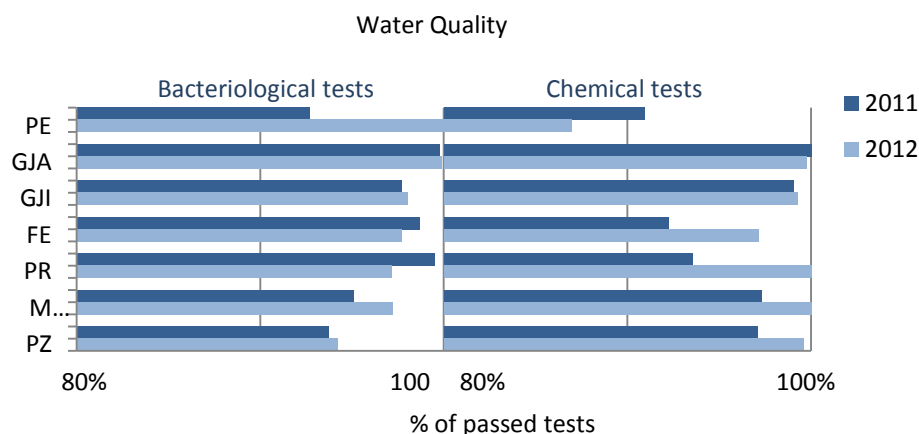 Water Quality
Bacteriological tests Chemical tests
2011
2012
PE
GJA
GJI
FE
PR
M...
PZ
80% 100 80% 100%
% of passed tests